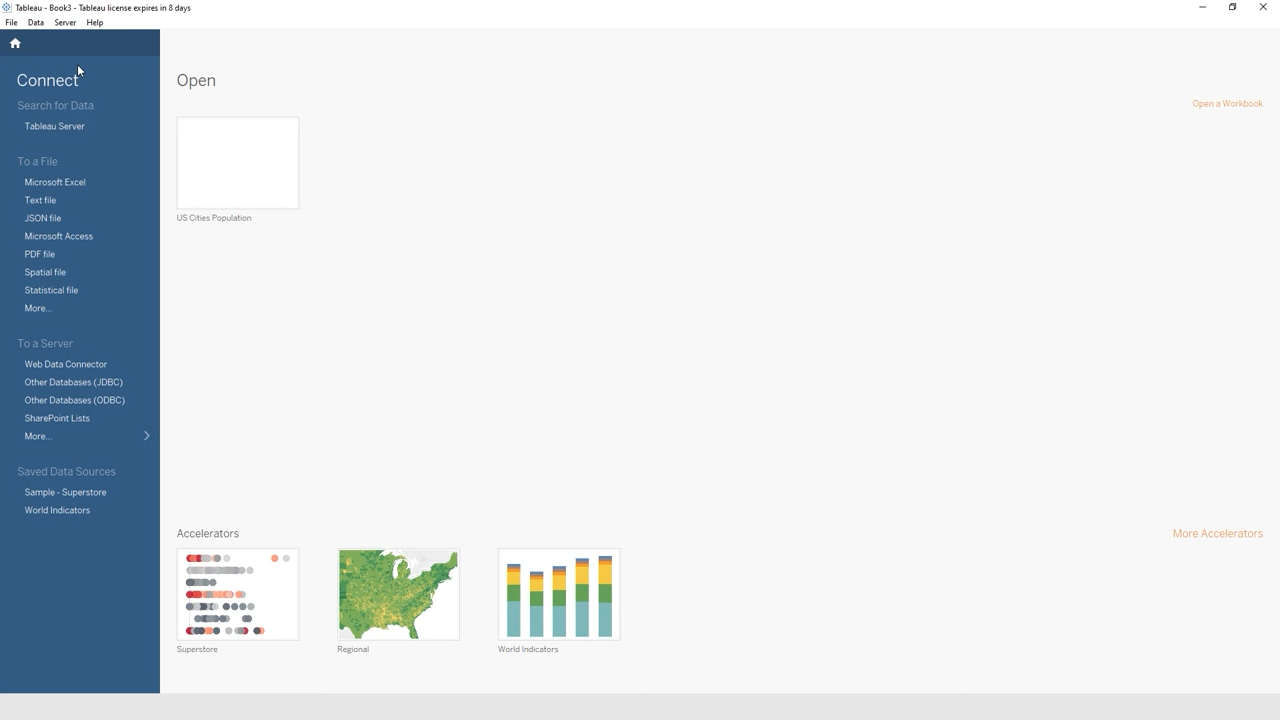 Tableau - Book3 - Tableau license expires in 8 days
File Data Server Help
Connect
Search for Data
Tableau Server
To a File
Microsoft Excel
Text file
JSON file
Microsoft Access
PDF file
Spatial file
Statistical file
More...
To a Server
Web Data Connector
Other Databases (JDBC)
Other Databases (ODBC)
SharePoint Lists
More...
Saved Data Sources
Sample - Superstore
World Indicators
Open
Open a Workbook
US Cities Population
Accelerators
More Accelerators
Superstore
Regional
World Indicators